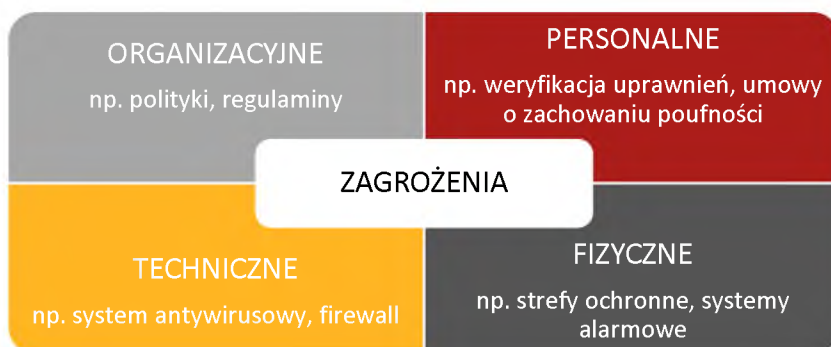 ORGANIZACYJNE
np. polityki, regulaminy
PERSONALNE
np. weryfikacja uprawnień, umowy
o zachowaniu poufności
ZAGROŻENIA
TECHNICZNE
np. system antywirusowy, firewall
FIZYCZNE
np. strefy ochronne, systemy
alarmowe